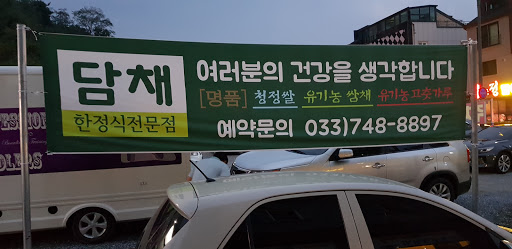 담채
한정식전문점
여러분의 건강을 생각합니다
[명품] 청정쌀 유기농 쌈채 유기농고춧가루
예약문의 033)748-8897